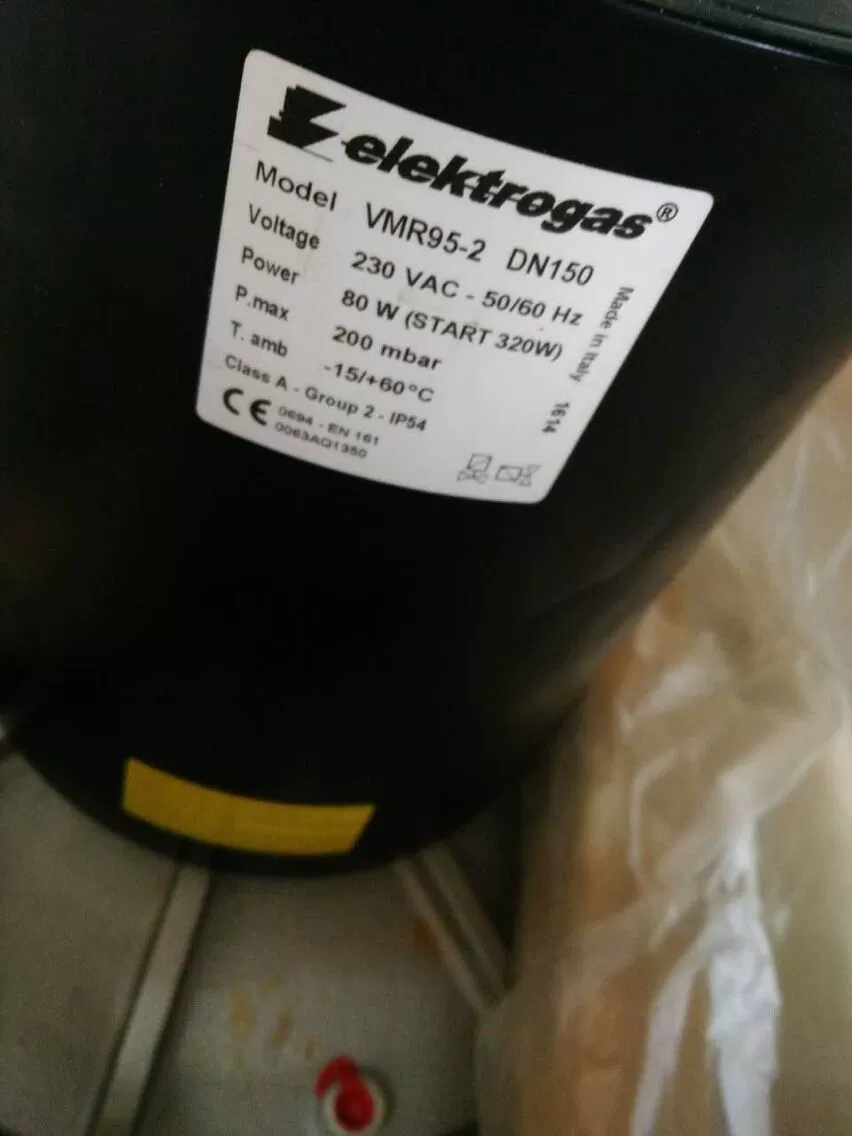 elektrogas®
Model VMR95-2 DN150
Voltage 230 VAC - 50/60 Hz
Power 80 W (START 320W)
P.max 200 mbar
T. amb -15/+60°C
Class A - Group 2 - IP54
CE 0694 - EN 161
0063AQ1350
Made in Italy 1614